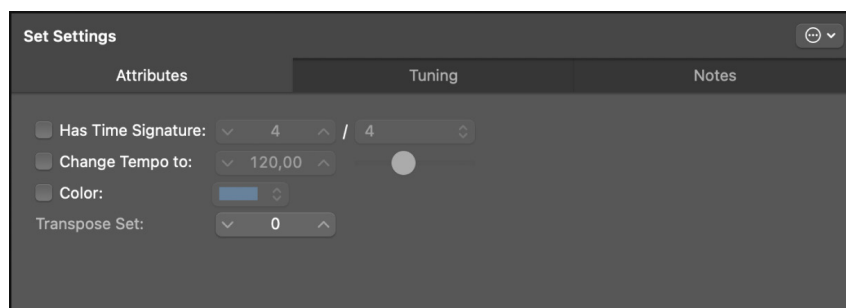 Set Settings
Attributes Tuning Notes
Has Time Signature: 4 / 4
Change Tempo to: 120,00
Color:
Transpose Set: 0